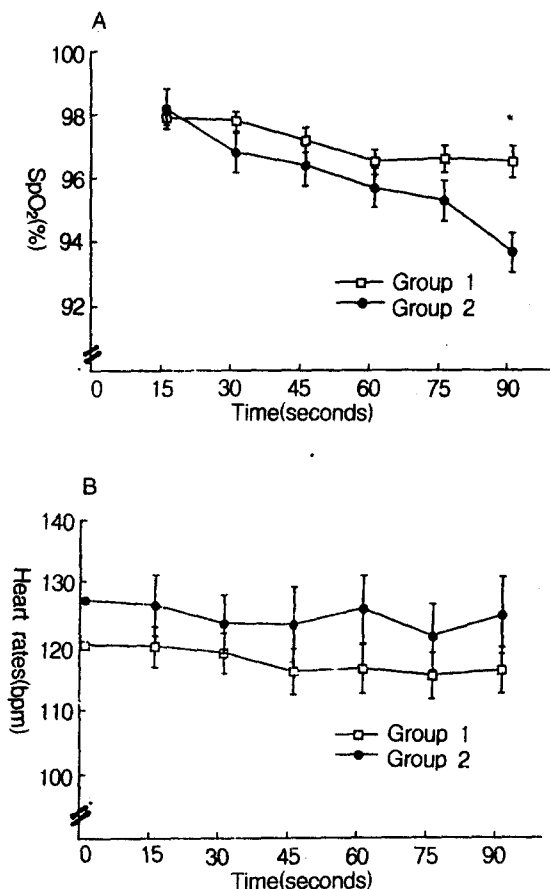 A
100
98
96
94
92
SpO₂(%)
*
Group 1
Group 2
0 15 30 45 60 75 90
Time(seconds)
B
140
130
120
110
100
Heart rates(bpm)
Group 1
Group 2
0 15 30 45 60 75 90
Time(seconds)